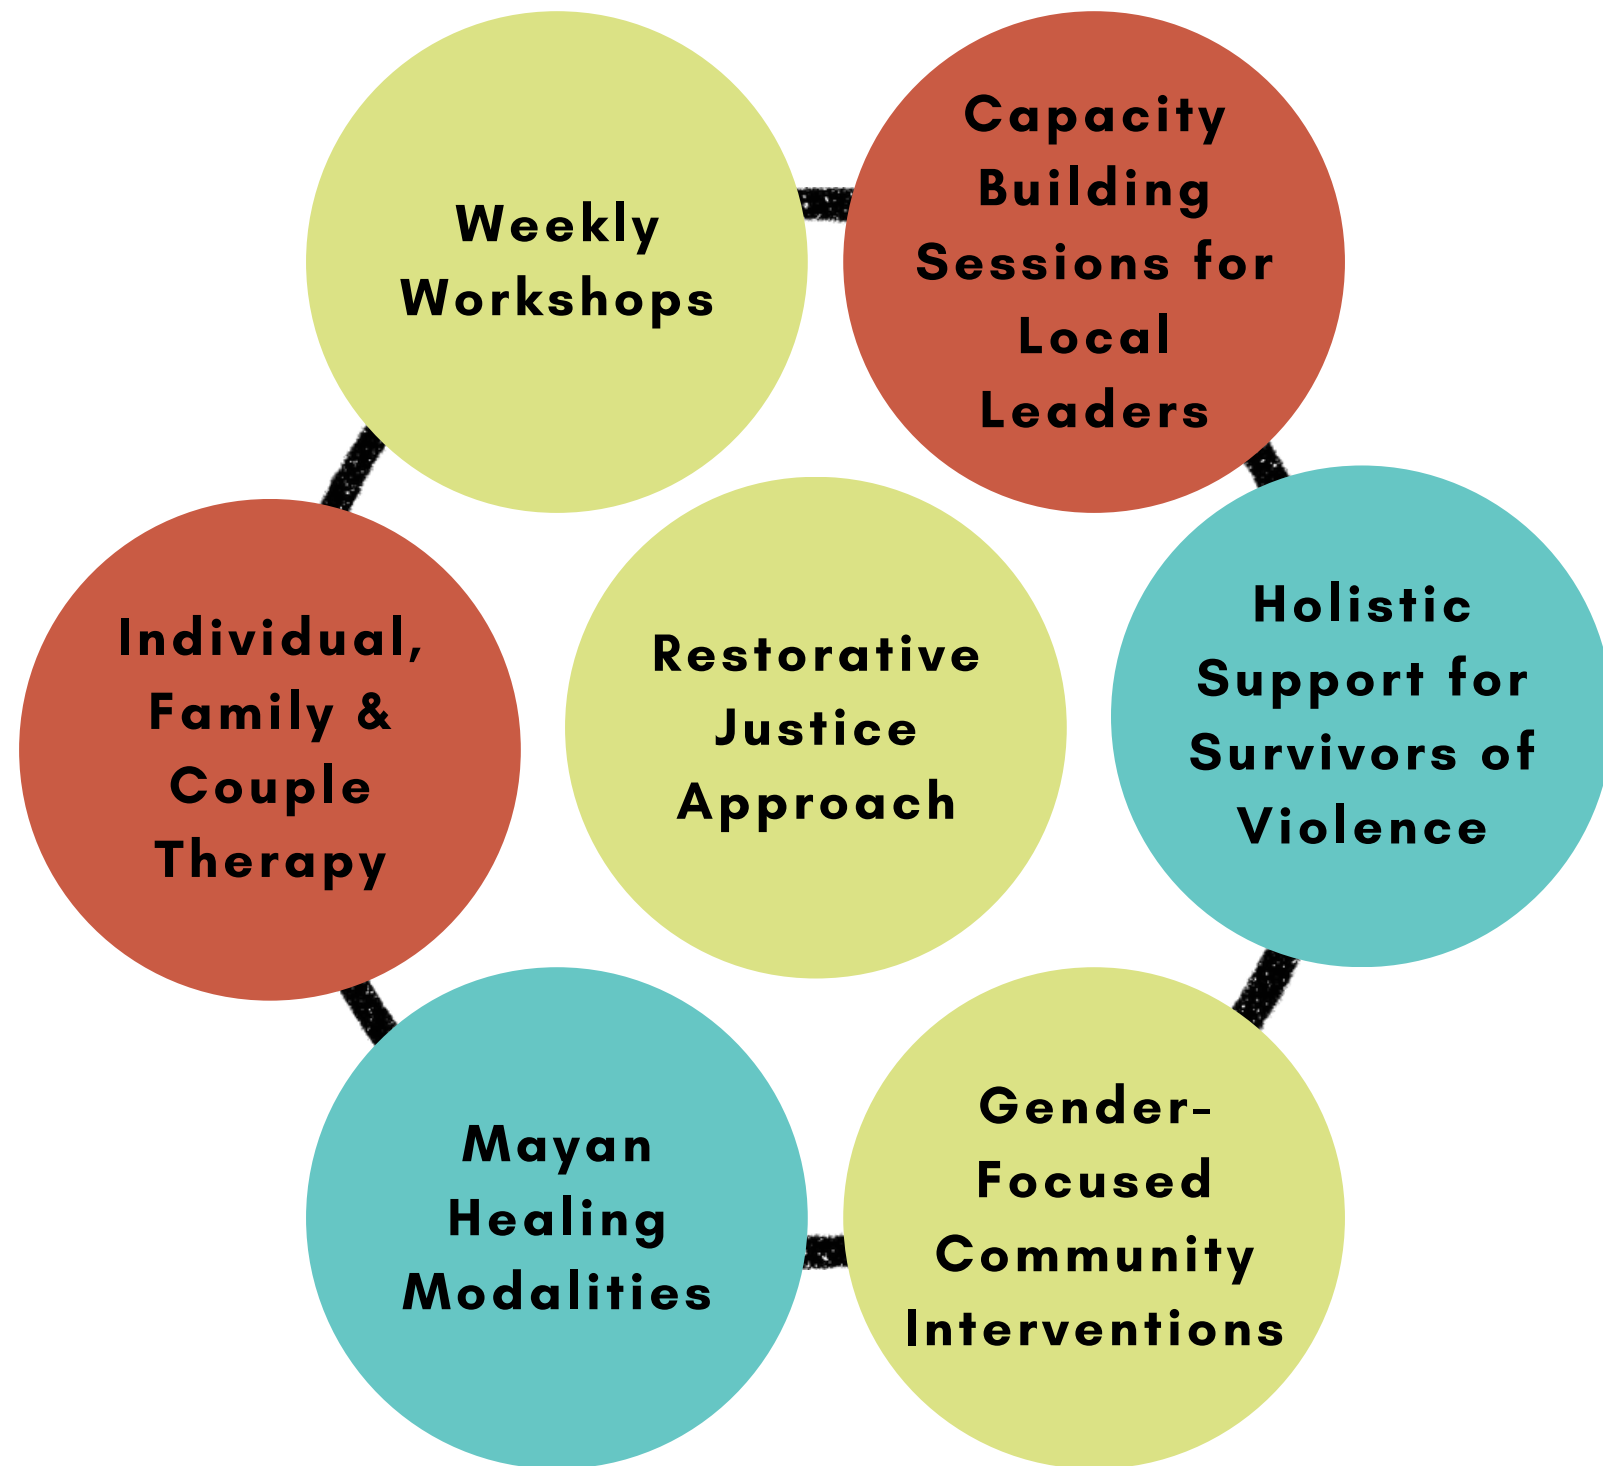 Weekly
Workshops
Capacity
Building
Sessions for
Local
Leaders
Individual,
Family &
Couple
Therapy
Restorative
Justice
Approach
Holistic
Support for
Survivors of
Violence
Mayan
Healing
Modalities
Gender-
Focused
Community
Interventions